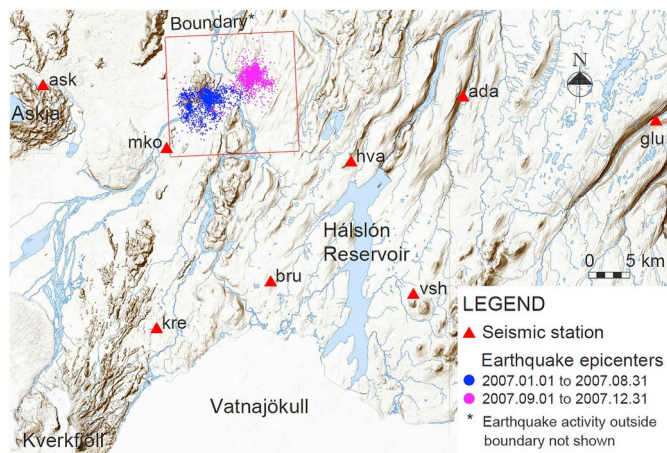 Boundary*
N
ask
Askja
ada
mko
hva
glu
Hálslón
Reservoir
0 5 km
bru
vsh
kre
LEGEND
Seismic station
Earthquake epicenters
2007.01.01 to 2007.08.31
2007.09.01 to 2007.12.31
* Earthquake activity outside
boundary not shown
Vatnajökull
Kverkfjöll